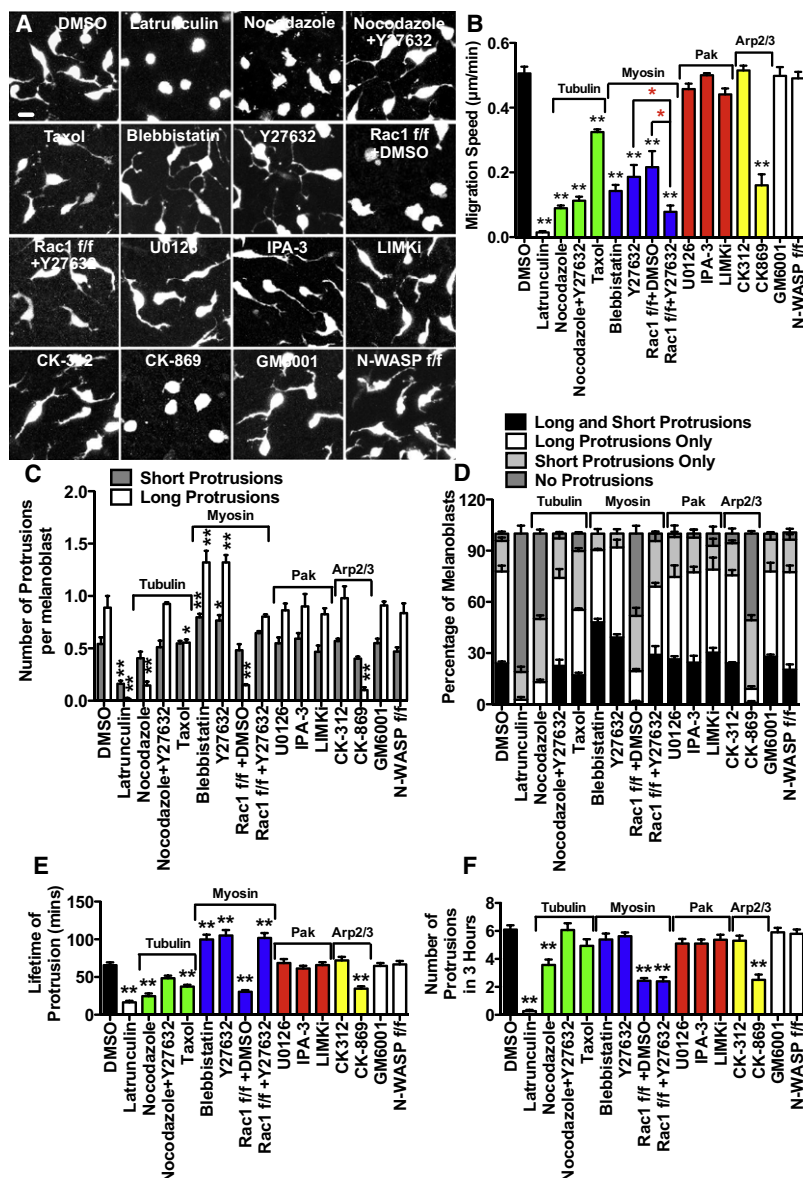 A
DMSO
Latrunculin
Nocodazole
Nocodazole
+Y27632
Taxol
Blebbistatin
Y27632
Rac1 f/f
+DMSO
Rac1 f/f
+Y27632
U0126
IPA-3
LIMKi
CK-312
CK-869
GM6001
N-WASP f/f
B
Migration Speed (µm/min)
0.6
0.4
0.2
0.0
Tubulin
Myosin
Pak
Arp2/3
**
**
**
**
**
**
**
**
**
*
*
DMSO
Latrunculin
Nocodazole
Nocodazole+Y27632
Taxol
Blebbistatin
Y27632
Rac1 f/f+DMSO
Rac1 f/f+Y27632
U0126
IPA-3
LIMKi
CK312
CK869
GM6001
N-WASP f/f
C
Short Protrusions
Long Protrusions
Number of Protrusions
per melanoblast
2.0
1.5
1.0
0.5
0.0
Tubulin
Myosin
Pak
Arp2/3
**
**
**
*
**
**
*
**
**
**
DMSO
Latrunculin
Nocodazole
Nocodazole+Y27632
Taxol
Blebbistatin
Y27632
Rac1 f/f +DMSO
Rac1 f/f +Y27632
U0126
IPA-3
LIMKi
CK-312
CK-869
GM6001
N-WASP f/f
Long and Short Protrusions
Long Protrusions Only
Short Protrusions Only
No Protrusions
D
Percentage of Melanoblasts
120
90
60
30
0
Tubulin
Myosin
Pak
Arp2/3
DMSO
Latrunculin
Nocodazole
Nocodazole+Y27632
Taxol
Blebbistatin
Y27632
Rac1 f/f +DMSO
Rac1 f/f +Y27632
U0126
IPA-3
LIMKi
CK-312
CK-869
GM6001
N-WASP f/f
E
Lifetime of
Protrusion (mins)
150
100
50
0
Tubulin
Myosin
Pak
Arp2/3
**
**
**
**
**
**
**
**
DMSO
Latrunculin
Nocodazole
Nocodazole+Y27632
Taxol
Blebbistatin
Y27632
Rac1 f/f +DMSO
Rac1 f/f +Y27632
U0126
IPA-3
LIMKi
CK312
CK-869
GM6001
N-WASP f/f
F
Number of
Protrusions
in 3 Hours
8
6
4
2
0
Tubulin
Myosin
Pak
Arp2/3
**
**
**
**
**
DMSO
Latrunculin
Nocodazole
Nocodazole+Y27632
Taxol
Blebbistatin
Y27632
Rac1 f/f +DMSO
Rac1 f/f +Y27632
U0126
IPA-3
LIMKi
CK-312
CK-869
GM6001
N-WASP f/f